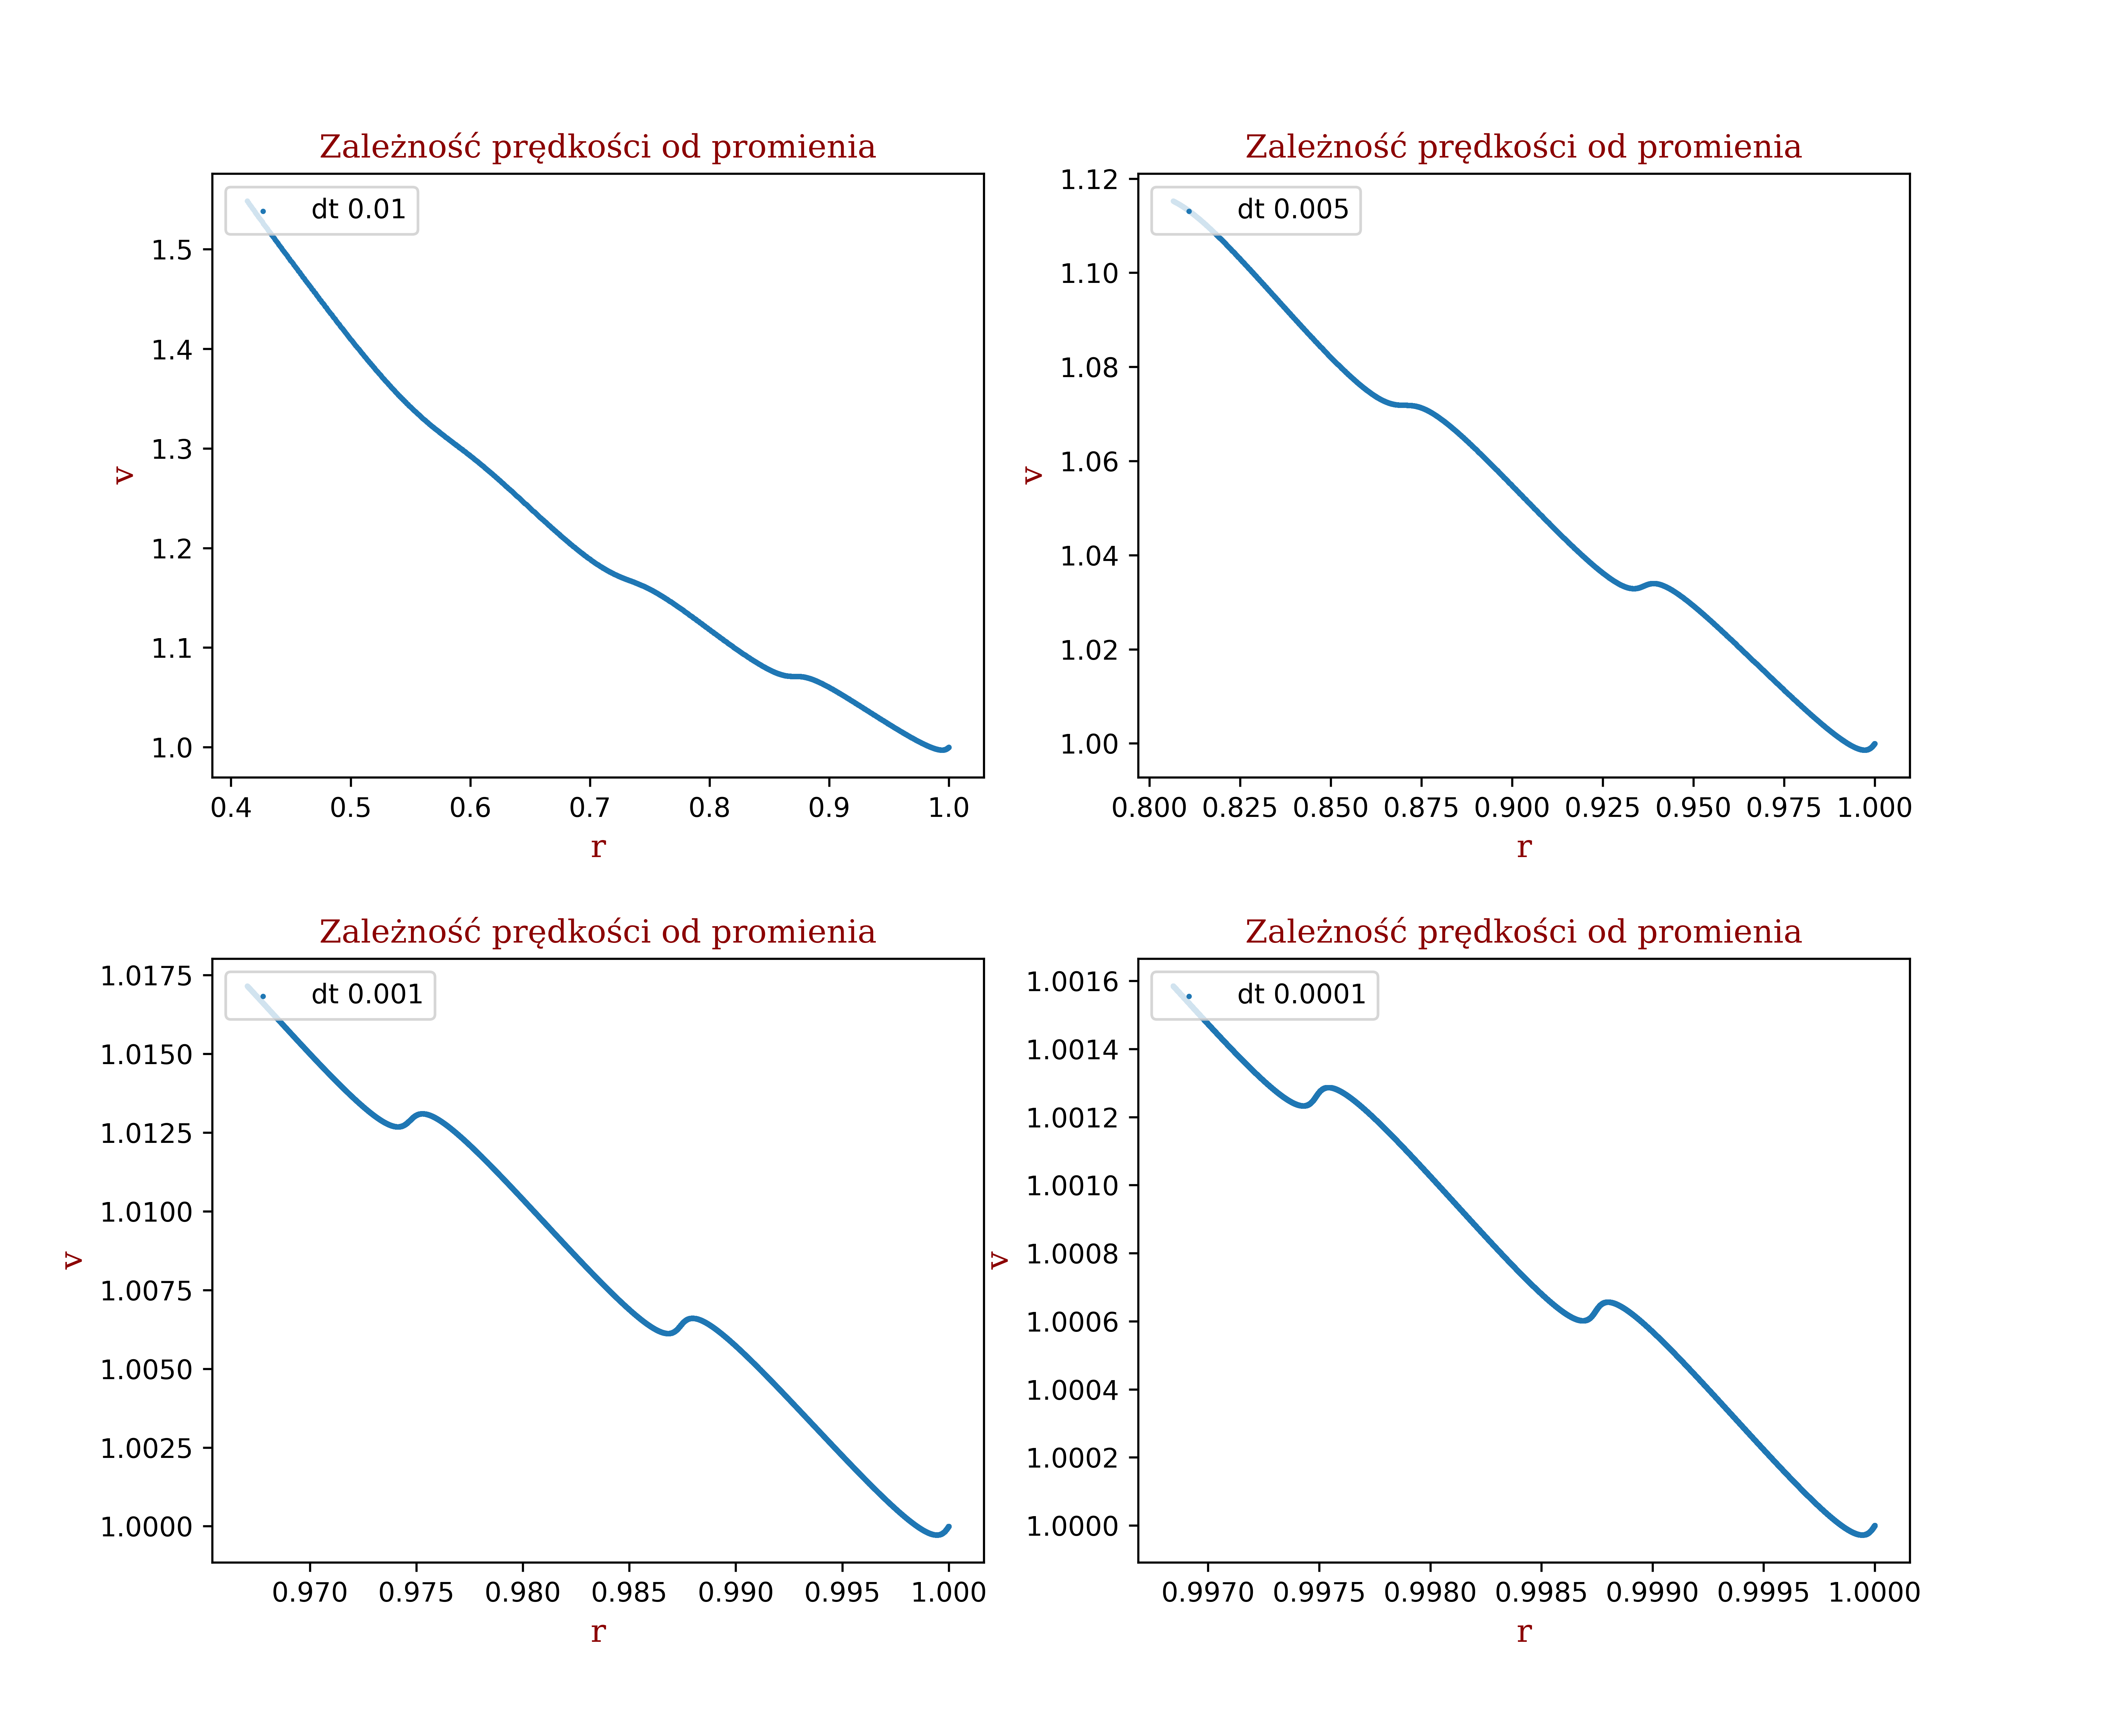 Zależność prędkości od promienia
dt 0.01
1.5
1.4
1.3
1.2
1.1
1.0
v
0.4 0.5 0.6 0.7 0.8 0.9 1.0
r
Zależność prędkości od promienia
dt 0.005
1.12
1.10
1.08
1.06
1.04
1.02
1.00
v
0.800 0.825 0.850 0.875 0.900 0.925 0.950 0.975 1.000
r
Zależność prędkości od promienia
dt 0.001
1.0175
1.0150
1.0125
1.0100
1.0075
1.0050
1.0025
1.0000
v
0.970 0.975 0.980 0.985 0.990 0.995 1.000
r
Zależność prędkości od promienia
dt 0.0001
1.0016
1.0014
1.0012
1.0010
1.0008
1.0006
1.0004
1.0002
1.0000
v
0.9970 0.9975 0.9980 0.9985 0.9990 0.9995 1.0000
r